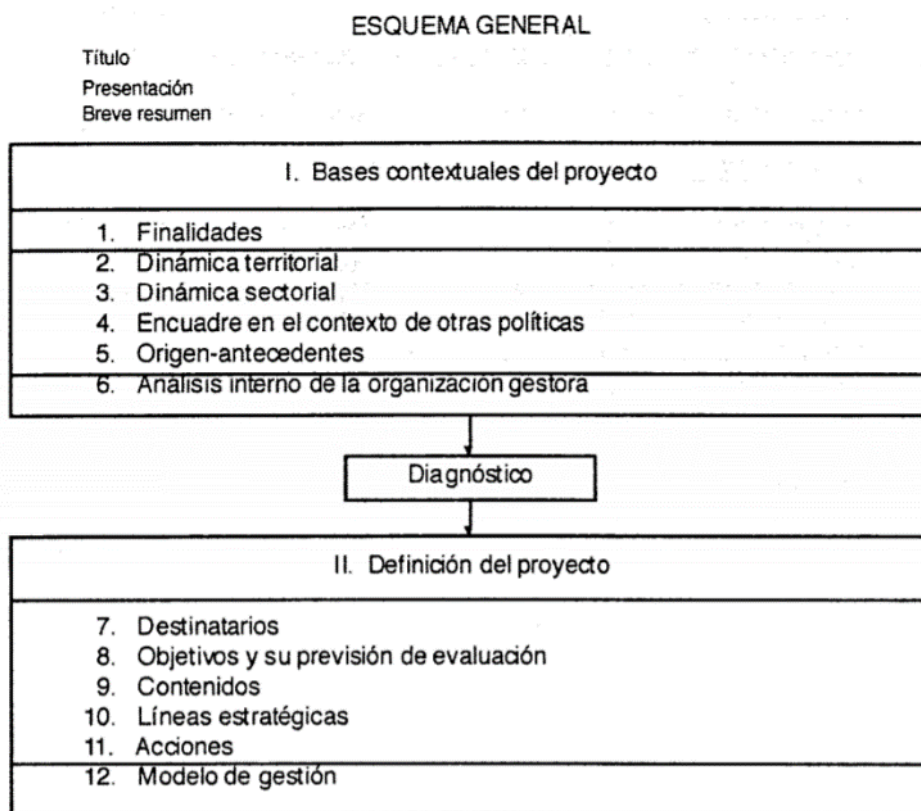 ESQUEMA GENERAL
Título
Presentación
Breve resumen
I. Bases contextuales del proyecto
1. Finalidades
2. Dinámica territorial
3. Dinámica sectorial
4. Encuadre en el contexto de otras políticas
5. Origen-antecedentes
6. Análisis interno de la organización gestora
Diagnóstico
II. Definición del proyecto
7. Destinatarios
8. Objetivos y su previsión de evaluación
9. Contenidos
10. Líneas estratégicas
11. Acciones
12. Modelo de gestión